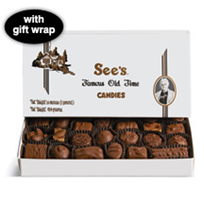 with
gift wrap
See's
Famous Old Time
CANDIES